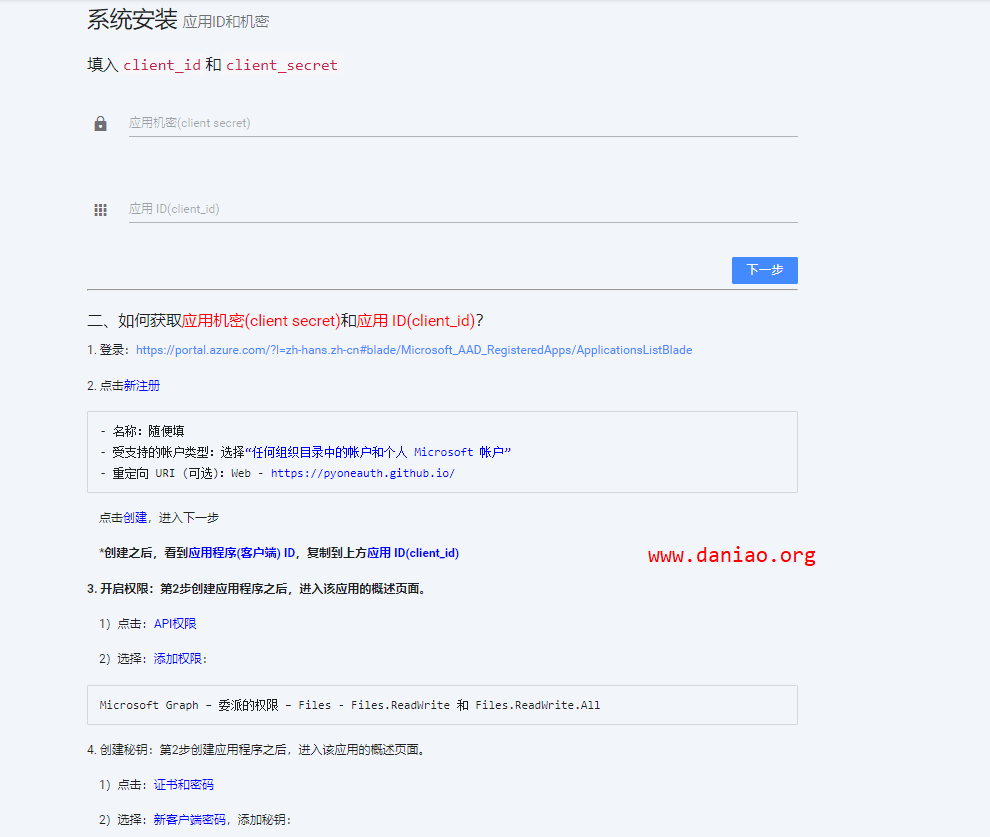 系统安装 应用ID和机密
填入 client_id 和 client_secret
应用机密(client secret)
应用 ID(client_id)
下一步
二、如何获取应用机密(client secret)和应用 ID(client_id)?
1. 登录：https://portal.azure.com/?l=zh-hans.zh-cn#blade/Microsoft_AAD_RegisteredApps/ApplicationsListBlade
2. 点击新注册
- 名称：随便填
- 受支持的帐户类型：选择“任何组织目录中的帐户和个人 Microsoft 帐户”
- 重定向 URI (可选)：Web - https://pyoneauth.github.io/
点击创建，进入下一步
*创建之后，看到应用程序(客户端) ID，复制到上方应用 ID(client_id)
www.daniao.org
3. 开启权限：第2步创建应用程序之后，进入该应用的概述页面。
1）点击：API权限
2）选择：添加权限：
Microsoft Graph - 委派的权限 - Files - Files.ReadWrite 和 Files.ReadWrite.All
4. 创建秘钥：第2步创建应用程序之后，进入该应用的概述页面。
1）点击：证书和密码
2）选择：新客户端密码，添加秘钥：